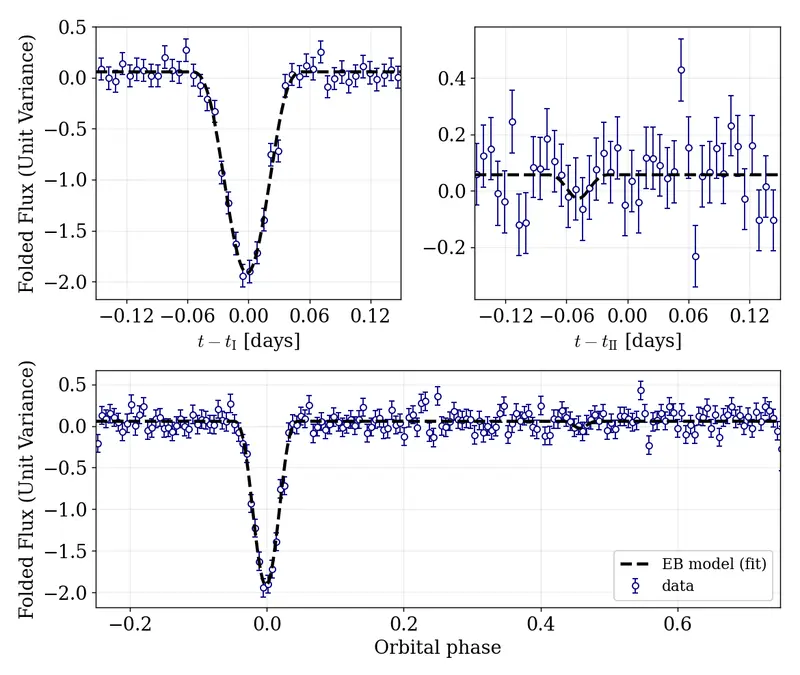 Folded Flux (Unit Variance)
0.5
0.0
−0.5
−1.0
−1.5
−2.0
−0.12 −0.06 0.00 0.06 0.12
t − tI [days]
0.4
0.2
0.0
−0.2
−0.12 −0.06 0.00 0.06 0.12
t − tII [days]
Folded Flux (Unit Variance)
0.5
0.0
−0.5
−1.0
−1.5
−2.0
EB model (fit)
data
−0.2 0.0 0.2 0.4 0.6
Orbital phase